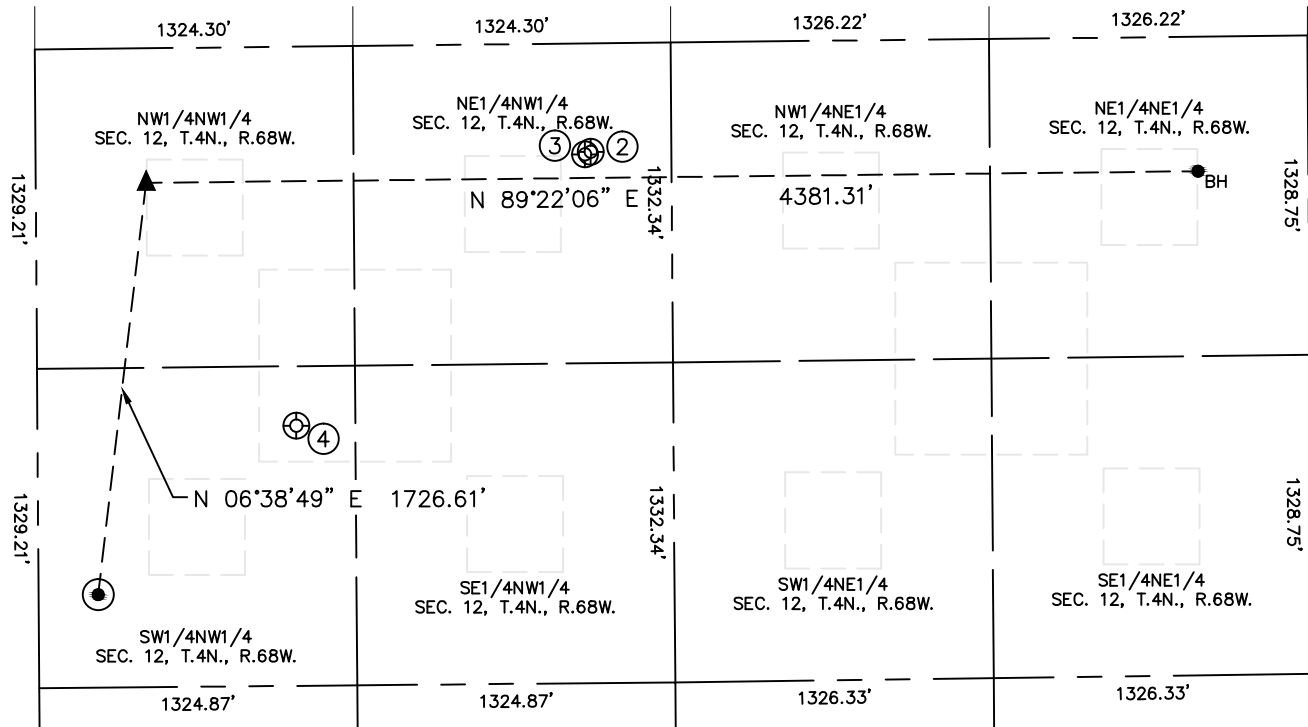 1324.30'
1324.30'
1326.22'
1326.22'
NW1/4NW1/4
SEC. 12, T.4N., R.68W.
NE1/4NW1/4
SEC. 12, T.4N., R.68W.
NW1/4NE1/4
SEC. 12, T.4N., R.68W.
NE1/4NE1/4
SEC. 12, T.4N., R.68W.
3
2
1329.21'
1332.34'
1328.75'
BH
N 89°22'06" E
4381.31'
4
N 06°38'49" E 1726.61'
1329.21'
1332.34'
1328.75'
SW1/4NW1/4
SEC. 12, T.4N., R.68W.
SE1/4NW1/4
SEC. 12, T.4N., R.68W.
SW1/4NE1/4
SEC. 12, T.4N., R.68W.
SE1/4NE1/4
SEC. 12, T.4N., R.68W.
1324.87'
1324.87'
1326.33'
1326.33'